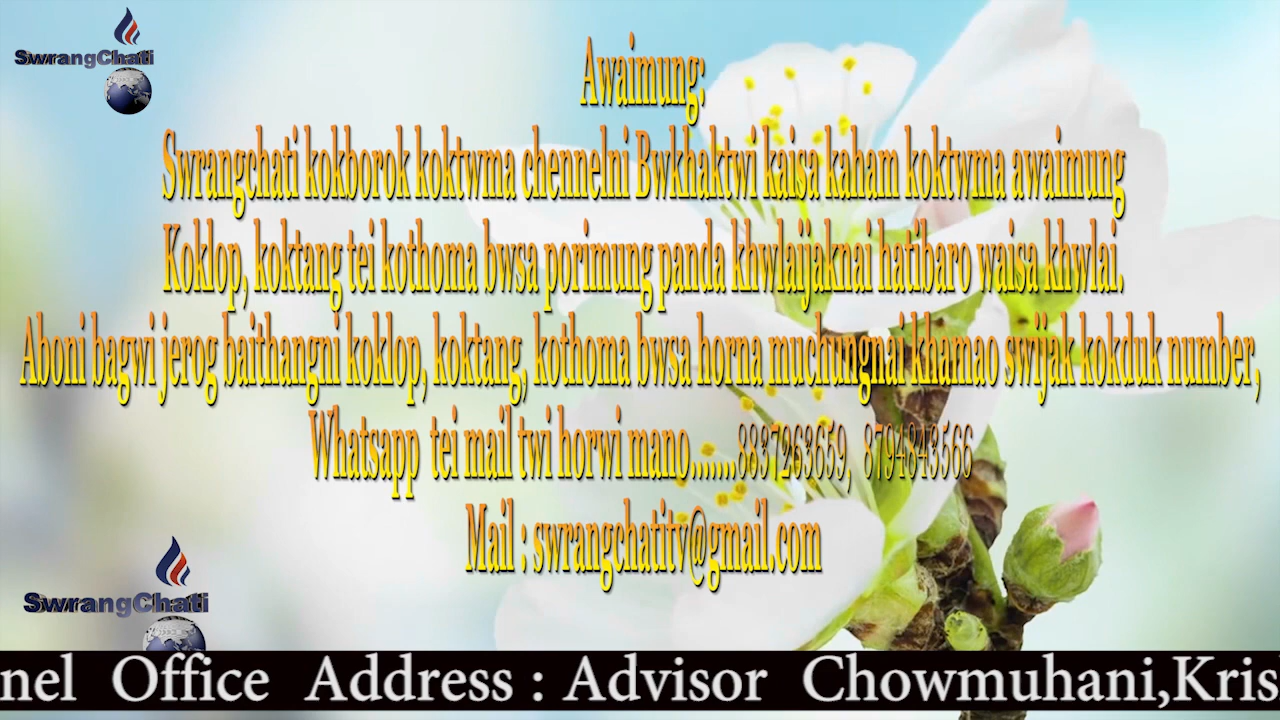 SwrangChati
Awaimung:
Swrangchati kokborok koktwma chennelni Bwkhaktwi kaisa kaham koktwma awaimung
Koklop, koktang tei kothoma bwsa porimung panda khwlaijaknai hatibaro waisa khwlai.
Aboni bagwi jerog baithangni koklop, koktang, kothoma bwsa horna muchungnai khamao swijak kokduk number,
Whatsapp tei mail twi horwi mano.......8837263659, 8794843566
Mail : swrangchatitv@gmail.com
SwrangChati
nel Office Address : Advisor Chowmuhani,Kris